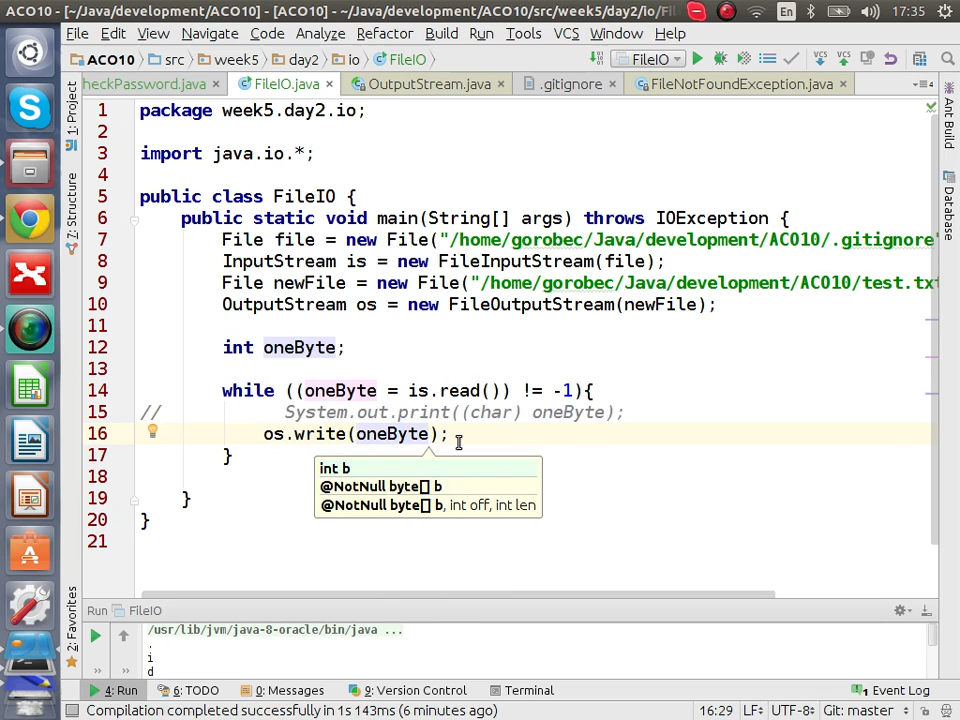 ACO10 - [~/Java/development/ACO10] - [ACO10] - ~/Java/development/ACO10/src/week5/day2/io/Fil
En 17:35
File Edit View Navigate Code Analyze Refactor Build Run Tools VCS Window Help
ACO10 src week5 day2 io FileIO FileIO VCS VCS
heckPassword.java FileIO.java OutputStream.java .gitignore FileNotFoundException.java
1: Project
7: Structure
2: Favorites
Ant Build
Database
1 package week5.day2.io;
2
3 import java.io.*;
4
5 public class FileIO {
6 public static void main(String[] args) throws IOException {
7 File file = new File("/home/gorobec/Java/development/ACO10/.gitignore"
8 InputStream is = new FileInputStream(file);
9 File newFile = new File("/home/gorobec/Java/development/ACO10/test.txt
10 OutputStream os = new FileOutputStream(newFile);
11
12 int oneByte;
13
14 while ((oneByte = is.read()) != -1){
15 // System.out.print((char) oneByte);
16 os.write(oneByte);
17 }
18
19 }
20 }
21
int b
@NotNull byte[] b
@NotNull byte[] b, int off, int len
Run FileIO
/usr/lib/jvm/java-8-oracle/bin/java ...
.
i
d
4: Run 6: TODO 0: Messages 9: Version Control Terminal 1 Event Log
Compilation completed successfully in 1s 143ms (6 minutes ago) 16:29 LF UTF-8 Git: master